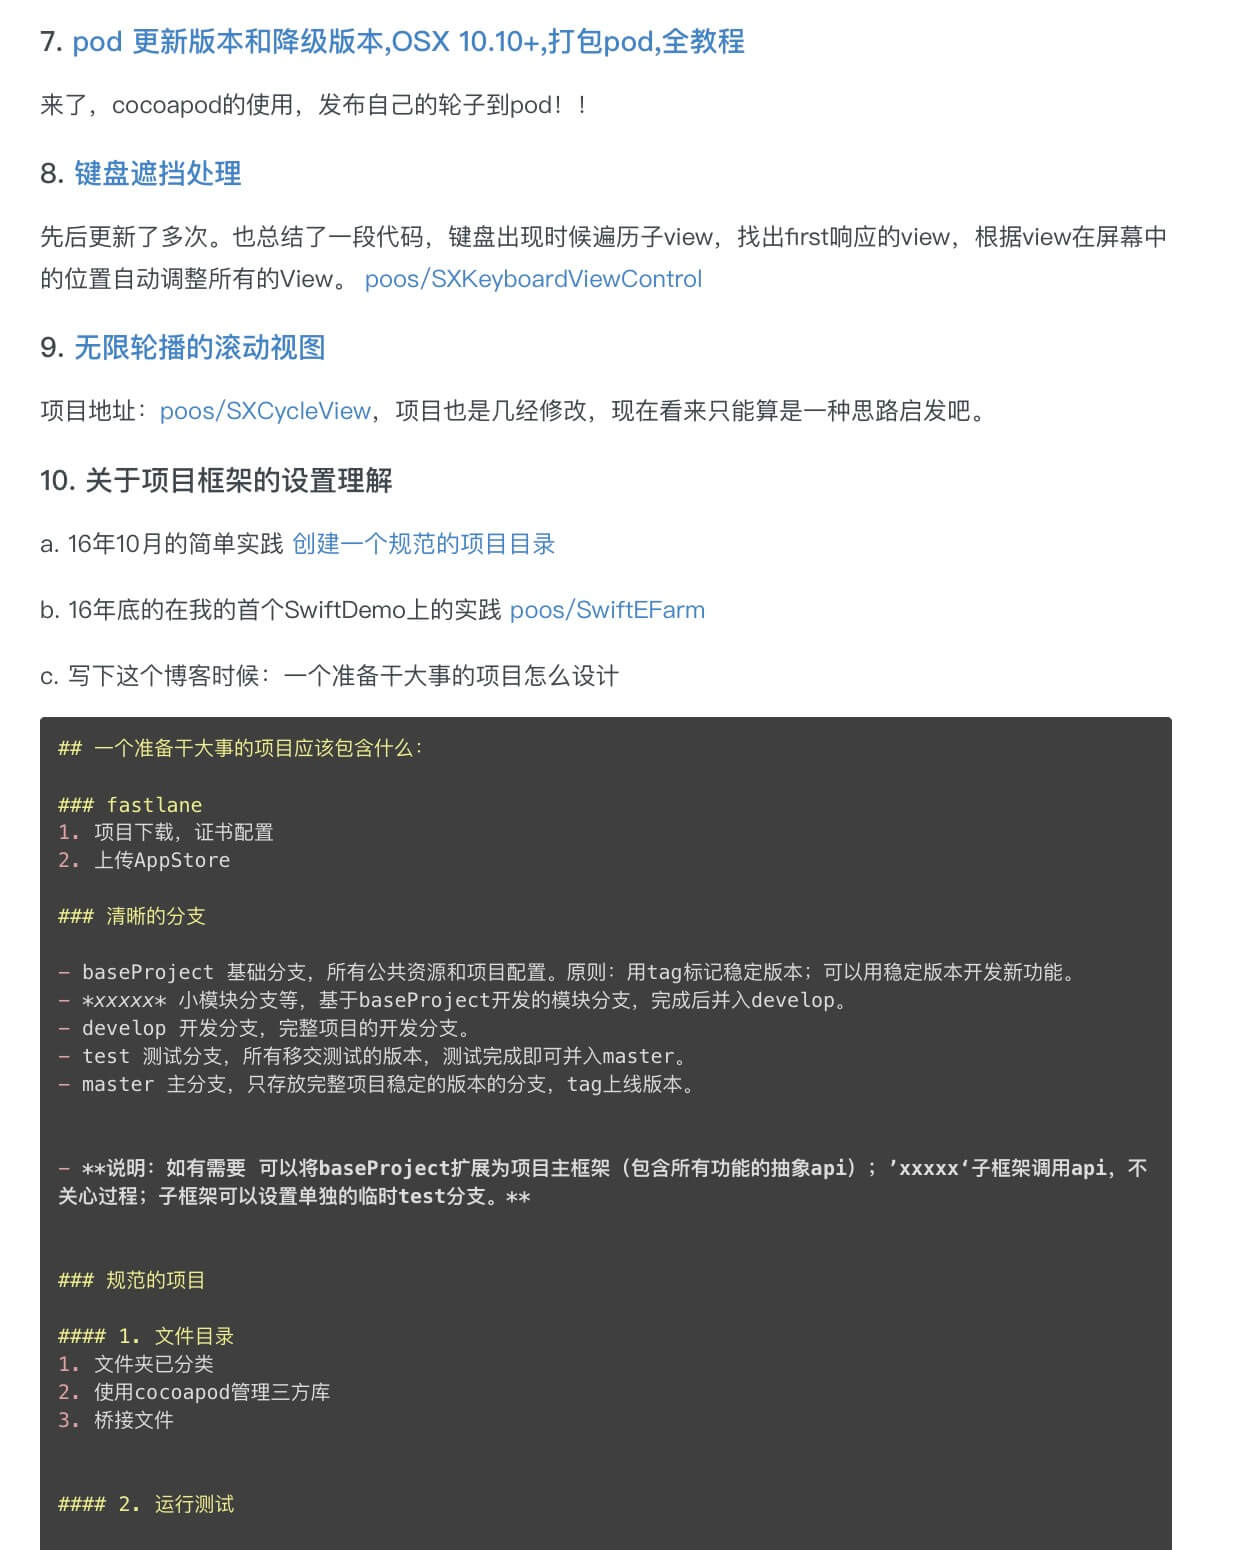 7. pod 更新版本和降级版本,OSX 10.10+,打包pod,全教程
来了，cocoapod的使用，发布自己的轮子到pod！！
8. 键盘遮挡处理
先后更新了多次。也总结了一段代码，键盘出现时候遍历子view，找出first响应的view，根据view在屏幕中
的位置自动调整所有的View。 poos/SXKeyboardViewControl
9. 无限轮播的滚动视图
项目地址：poos/SXCycleView，项目也是几经修改，现在看来只能算是一种思路启发吧。
10. 关于项目框架的设置理解
a. 16年10月的简单实践 创建一个规范的项目目录
b. 16年底的在我的首个SwiftDemo上的实践 poos/SwiftEFarm
c. 写下这个博客时候：一个准备干大事的项目怎么设计
## 一个准备干大事的项目应该包含什么：
### fastlane
1. 项目下载，证书配置
2. 上传AppStore
### 清晰的分支
- baseProject 基础分支，所有公共资源和项目配置。原则：用tag标记稳定版本；可以用稳定版本开发新功能。
- *xxxxx* 小模块分支等，基于baseProject开发的模块分支，完成后并入develop。
- develop 开发分支，完整项目的开发分支。
- test 测试分支，所有移交测试的版本，测试完成即可并入master。
- master 主分支，只存放完整项目稳定的版本的分支，tag上线版本。
- **说明：如有需要 可以将baseProject扩展为项目主框架（包含所有功能的抽象api）；’xxxxx‘子框架调用api，不
关心过程；子框架可以设置单独的临时test分支。**
### 规范的项目
#### 1. 文件目录
1. 文件夹已分类
2. 使用cocoapod管理三方库
3. 桥接文件
#### 2. 运行测试